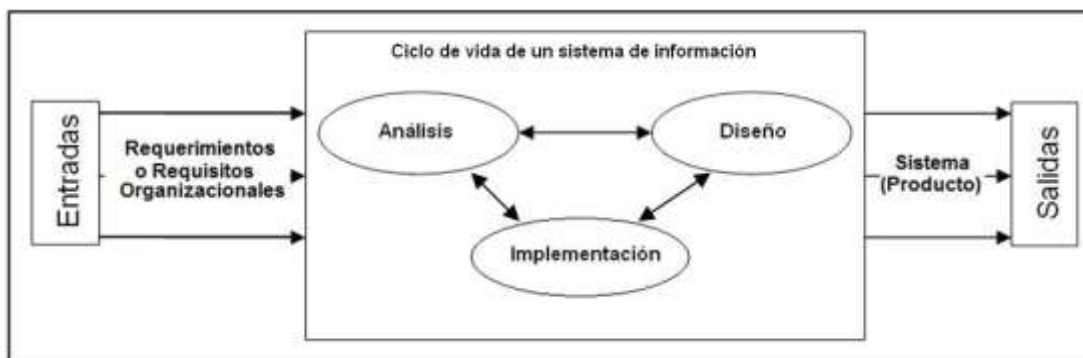 Ciclo de vida de un sistema de información
Entradas
Requerimientos
o Requisitos
Organizacionales
Análisis
Diseño
Implementación
Sistema
(Producto)
Salidas